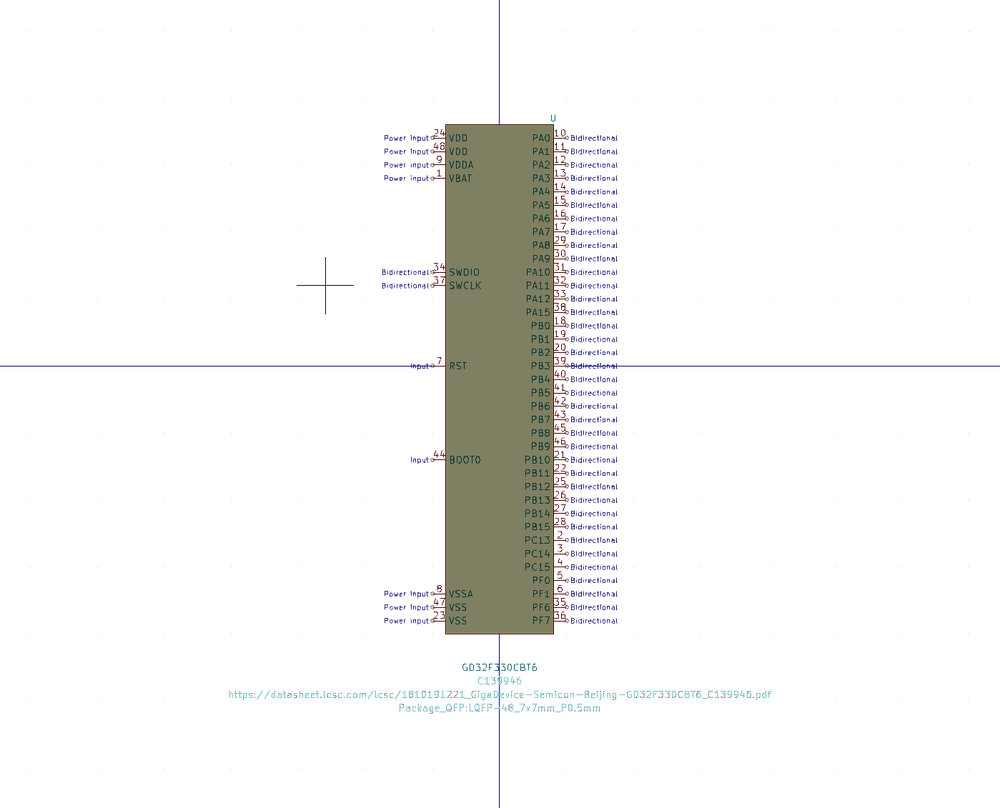 U
Power Input 24 VDD PA0 10 Bidirectional
Power Input 48 VDD PA1 11 Bidirectional
Power Input 9 VDDA PA2 12 Bidirectional
Power Input 1 VBAT PA3 13 Bidirectional
PA4 14 Bidirectional
PA5 15 Bidirectional
PA6 16 Bidirectional
PA7 17 Bidirectional
PA8 29 Bidirectional
PA9 30 Bidirectional
Bidirectional 34 SWDIO PA10 31 Bidirectional
Bidirectional 37 SWCLK PA11 32 Bidirectional
PA12 33 Bidirectional
PA15 38 Bidirectional
PB0 18 Bidirectional
PB1 19 Bidirectional
PB2 20 Bidirectional
Input 7 RST PB3 39 Bidirectional
PB4 40 Bidirectional
PB5 41 Bidirectional
PB6 42 Bidirectional
PB7 43 Bidirectional
PB8 45 Bidirectional
PB9 46 Bidirectional
Input 44 BOOT0 PB10 21 Bidirectional
PB11 22 Bidirectional
PB12 25 Bidirectional
PB13 26 Bidirectional
PB14 27 Bidirectional
PB15 28 Bidirectional
PC13 2 Bidirectional
PC14 3 Bidirectional
PC15 4 Bidirectional
PF0 5 Bidirectional
Power Input 8 VSSA PF1 6 Bidirectional
Power Input 47 VSS PF6 35 Bidirectional
Power Input 23 VSS PF7 36 Bidirectional
GD32F330CBT6
C139946
https://datasheet.lcsc.com/lcsc/1810191221_GigaDevice-Semicon-Beijing-GD32F330CBT6_C139946.pdf
Package_QFP:LQFP-48_7x7mm_P0.5mm